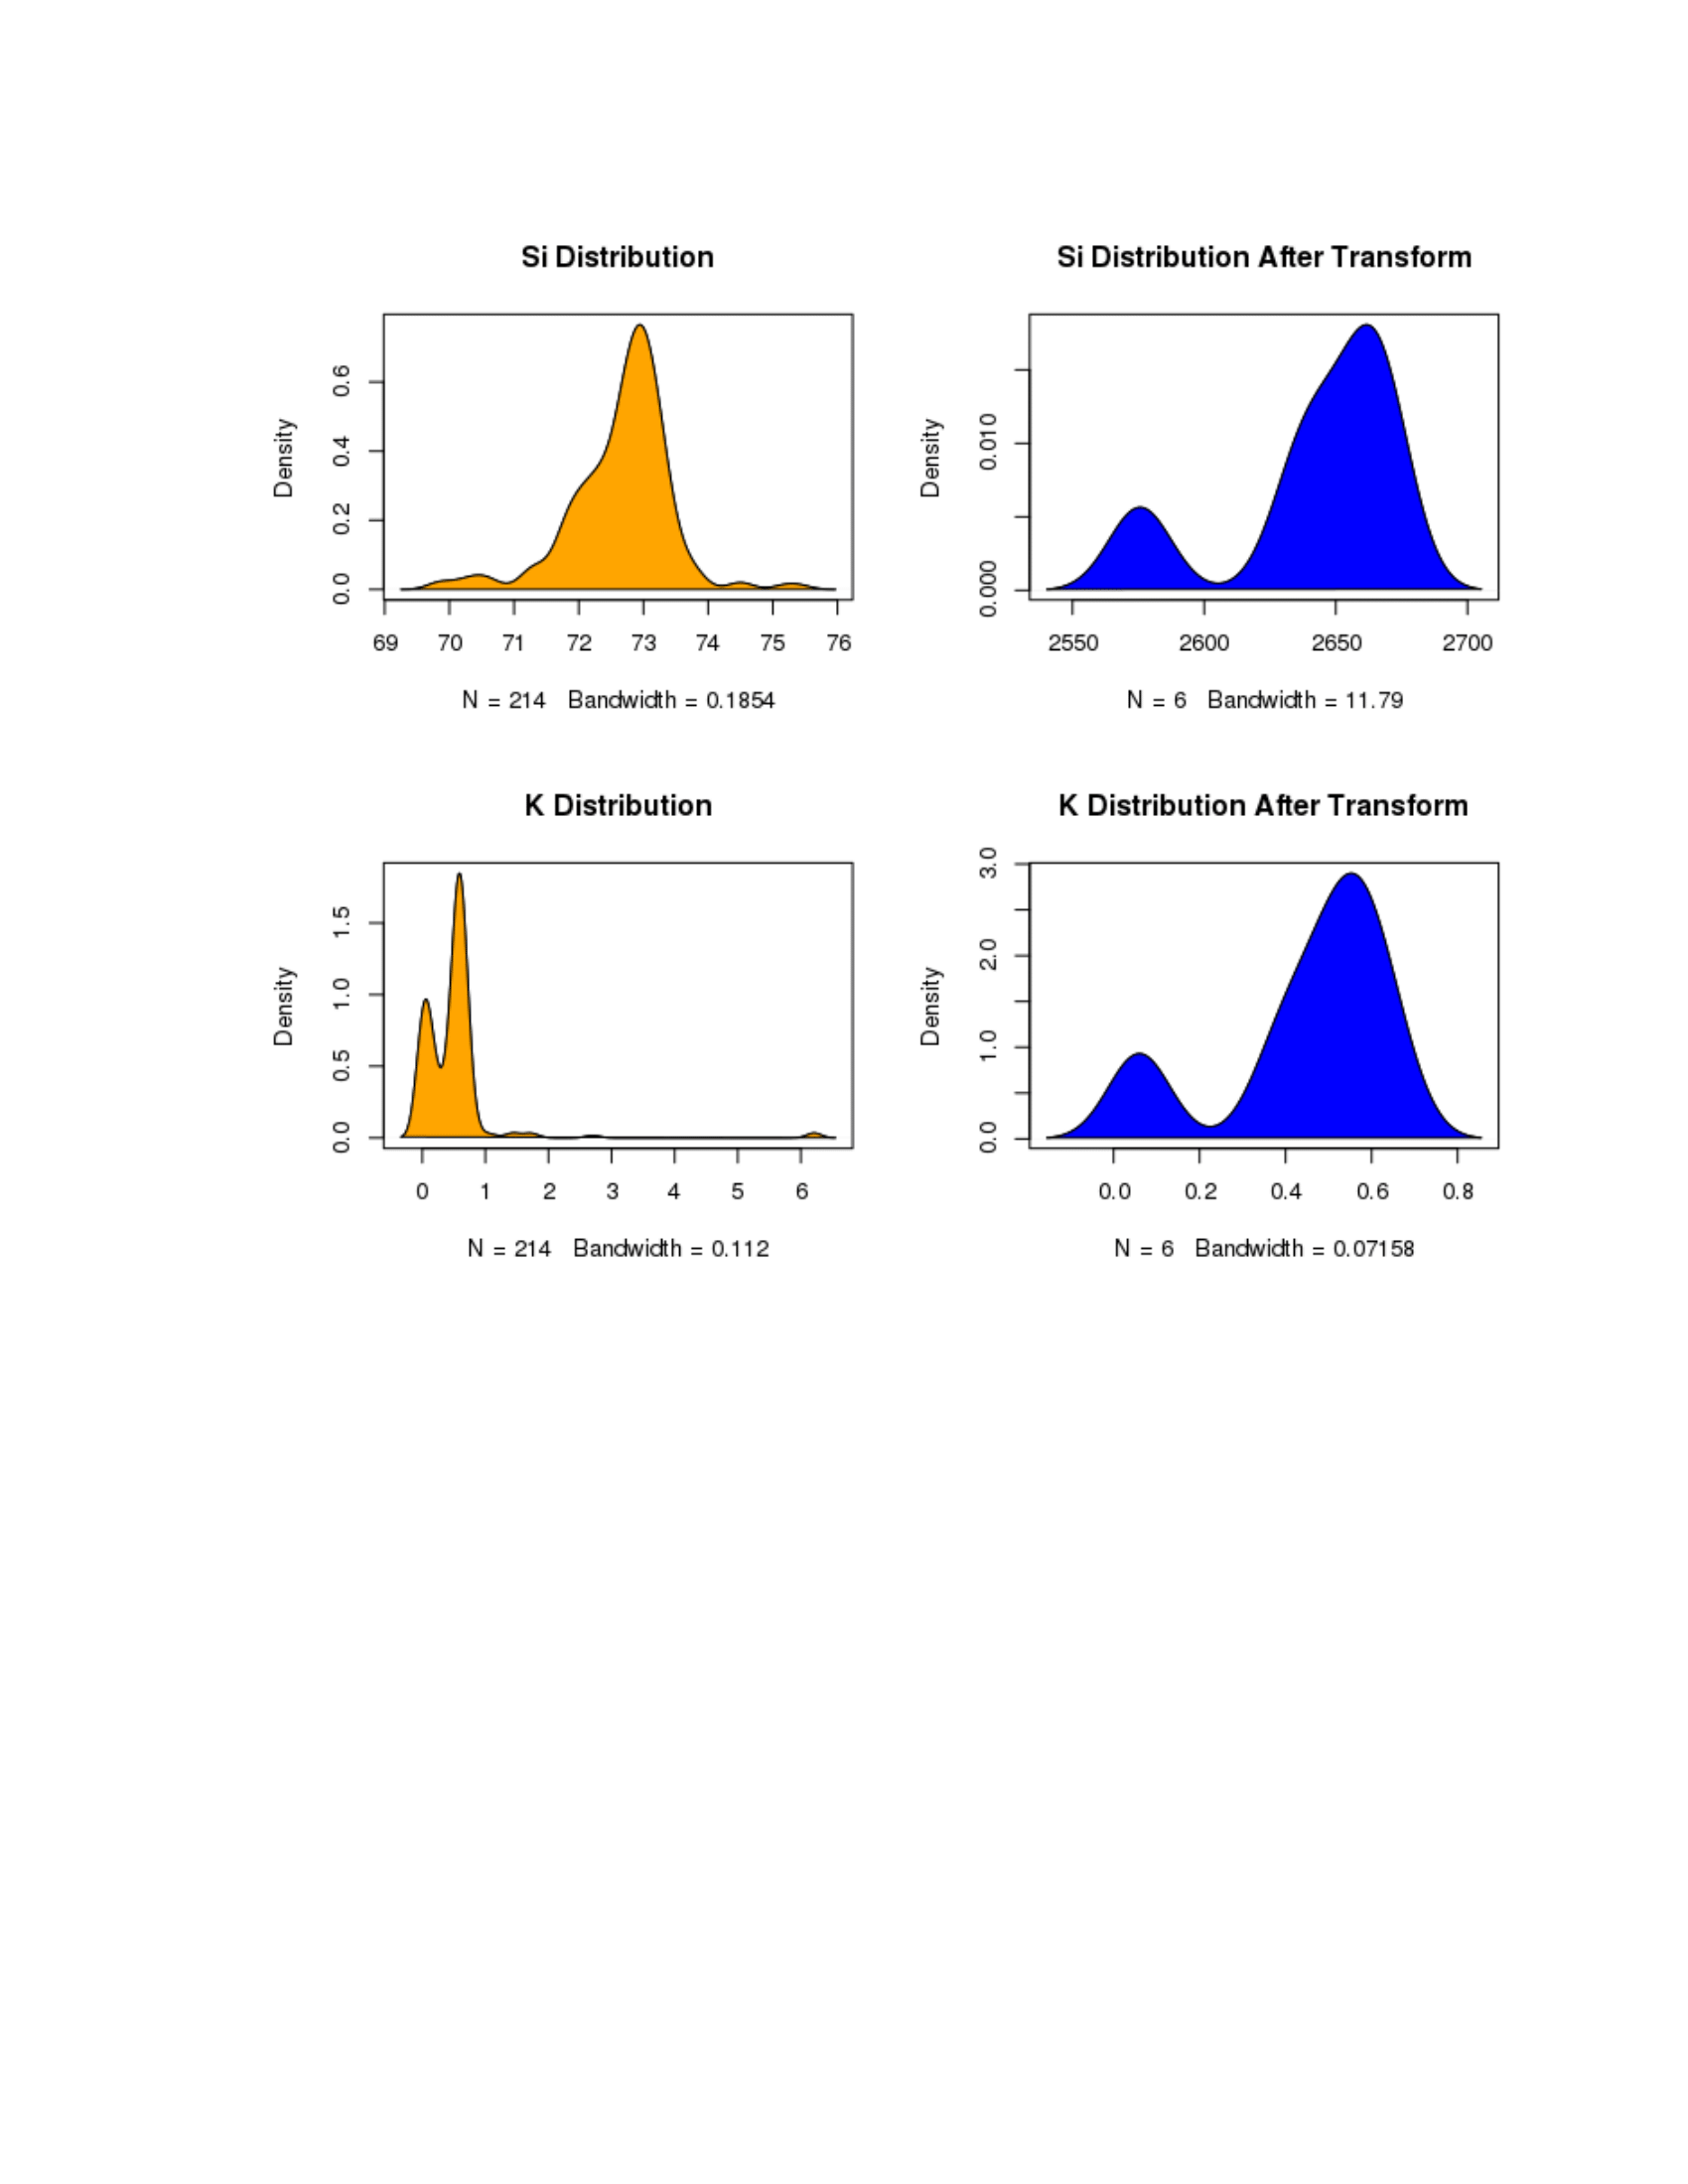 Si Distribution
Density
0.0 0.2 0.4 0.6
69 70 71 72 73 74 75 76
N = 214 Bandwidth = 0.1854
Si Distribution After Transform
Density
0.000 0.010
2550 2600 2650 2700
N = 6 Bandwidth = 11.79
K Distribution
Density
0.0 0.5 1.0 1.5
0 1 2 3 4 5 6
N = 214 Bandwidth = 0.112
K Distribution After Transform
Density
0.0 1.0 2.0 3.0
0.0 0.2 0.4 0.6 0.8
N = 6 Bandwidth = 0.07158